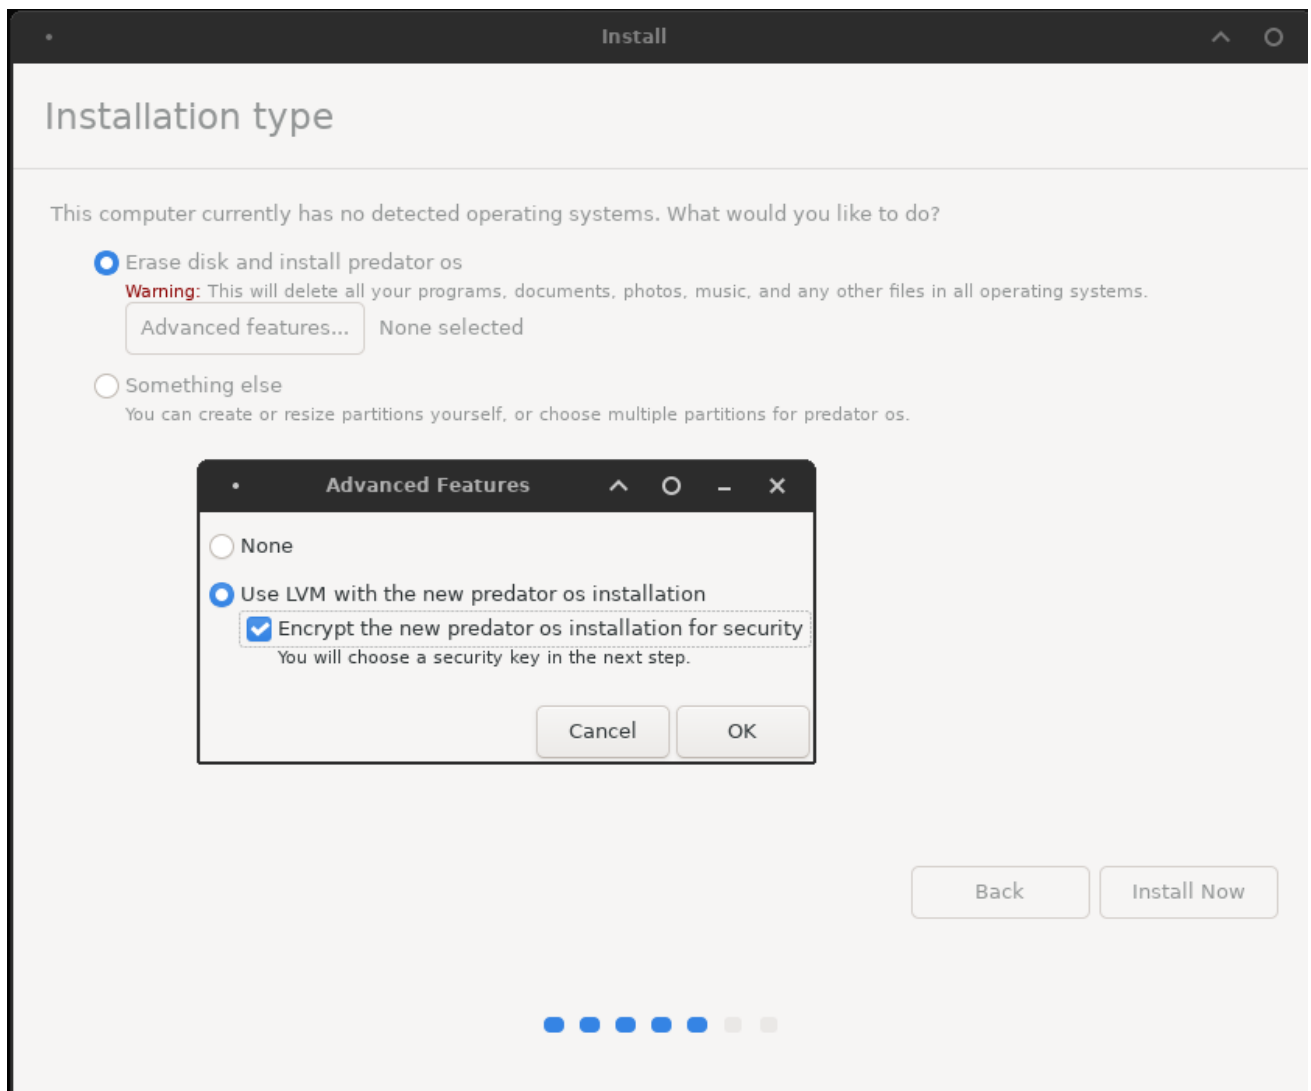 Install
Installation type
This computer currently has no detected operating systems. What would you like to do?
Erase disk and install predator os
Warning: This will delete all your programs, documents, photos, music, and any other files in all operating systems.
Advanced features... None selected
Something else
You can create or resize partitions yourself, or choose multiple partitions for predator os.
Advanced Features
None
Use LVM with the new predator os installation
Encrypt the new predator os installation for security
You will choose a security key in the next step.
Cancel OK
Back Install Now